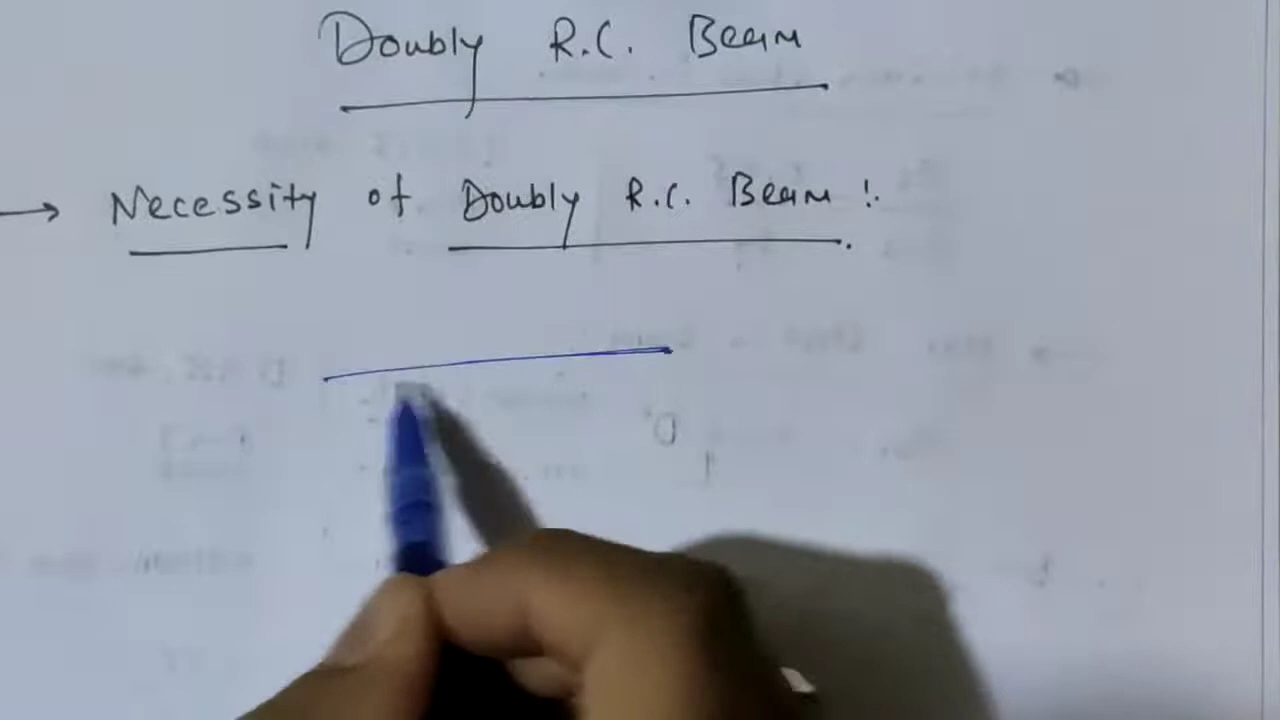 Doubly R.C. Beam
→ Necessity of Doubly R.C. Beam :.